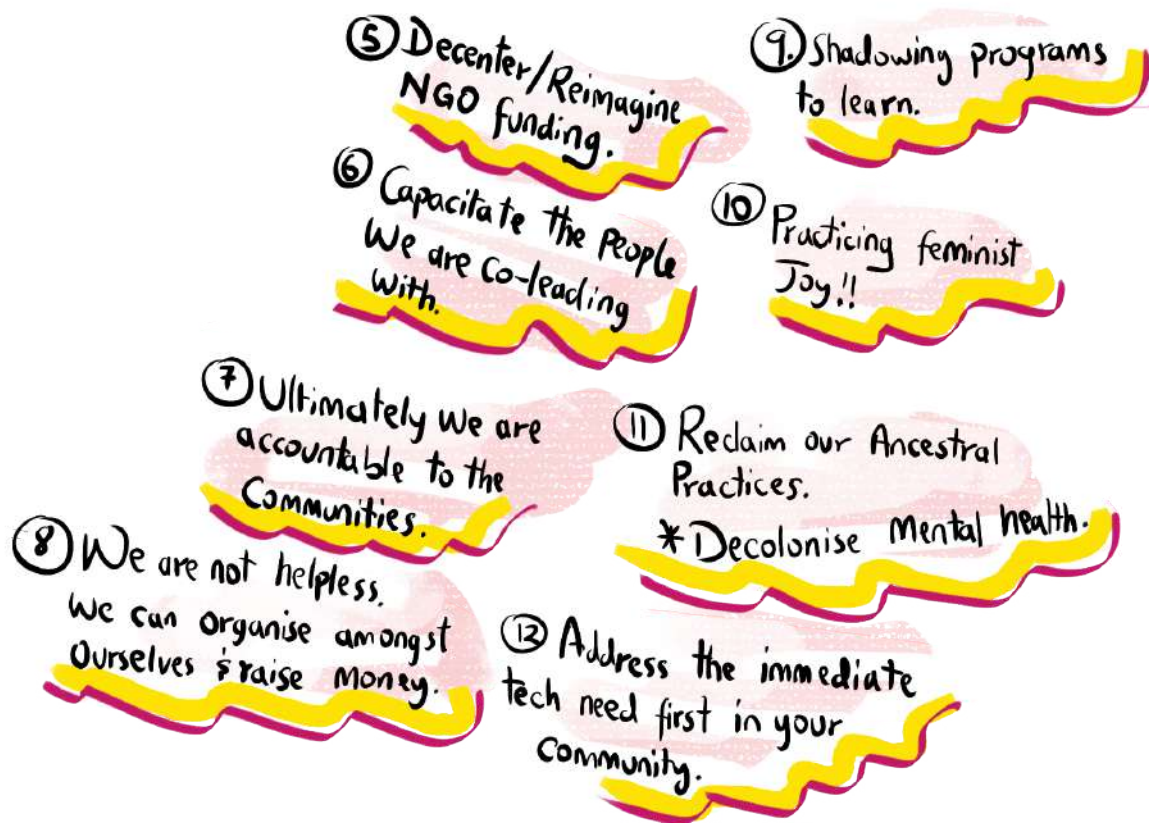 5 Decenter/Reimagine
NGO funding.
6 Capacitate the people
We are Co-leading
with.
7 Ultimately we are
accountable to the
Communities.
8 We are not helpless.
We can organise amongst
Ourselves & raise money.
9. Shadowing programs
to learn.
10 Practicing feminist
Joy!!
11 Reclaim our Ancestral
Practices.
* Decolonise Mental health.
12 Address the immediate
tech need first in your
Community.